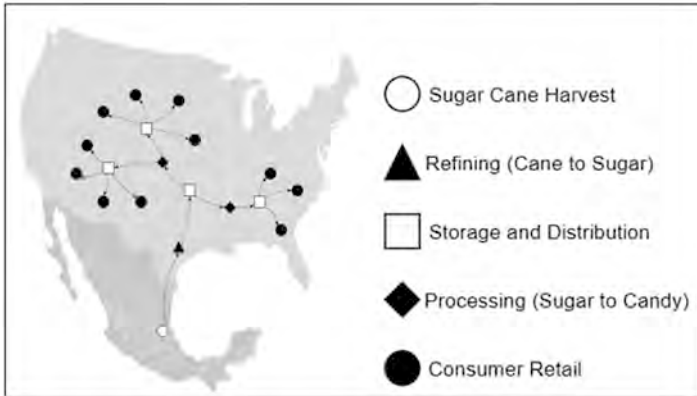 Sugar Cane Harvest
Refining (Cane to Sugar)
Storage and Distribution
Processing (Sugar to Candy)
Consumer Retail